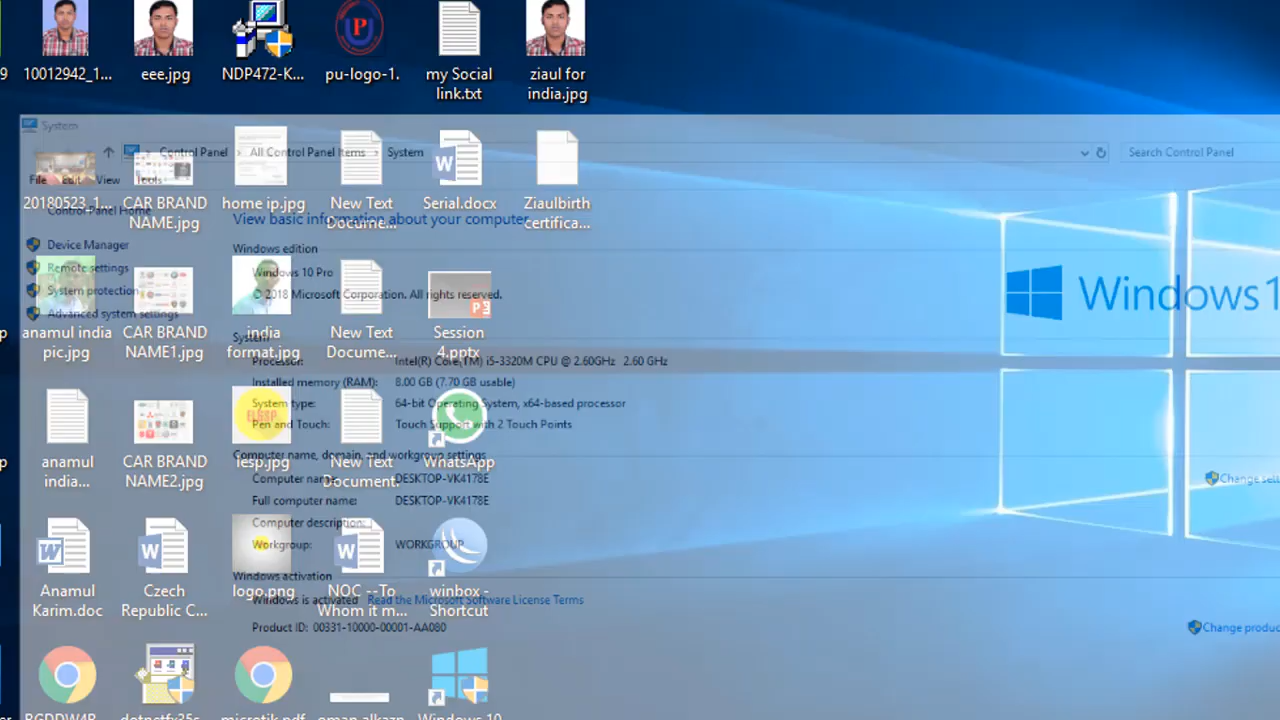 9
10012942_1...
eee.jpg
NDP472-K...
pu-logo-1.
my Social
link.txt
ziaul for
india.jpg
System
Control Panel
All Control Panel Items
System
Search Control Panel
File
Edit
View
Tools
20180523_1...
CAR BRAND
NAME.jpg
home ip.jpg
New Text
Docume...
Serial.docx
Ziaulbirth
certifica...
Control Panel Home
View basic information about your computer
Device Manager
Remote settings
System protection
Advanced system settings
Windows edition
Windows 10 Pro
© 2018 Microsoft Corporation. All rights reserved.
Windows 1
p
anamul india
pic.jpg
CAR BRAND
NAME1.jpg
india
format.jpg
New Text
Docume...
Session
4.pptx
System
Processor:
Intel(R) Core(TM) i5-3320M CPU @ 2.60GHz 2.60 GHz
Installed memory (RAM):
8.00 GB (7.70 GB usable)
System type:
64-bit Operating System, x64-based processor
Pen and Touch:
Touch Support with 2 Touch Points
p
anamul
india...
CAR BRAND
NAME2.jpg
iesp.jpg
New Text
Document.
WhatsApp
Computer name, domain, and workgroup settings
Computer name:
DESKTOP-VK4178E
Change sett
Full computer name:
DESKTOP-VK4178E
Computer description:
Workgroup:
WORKGROUP
Anamul
Karim.doc
Czech
Republic C...
logo.png
NOC --To
Whom it m...
winbox -
Shortcut
Windows activation
Windows is activated
Read the Microsoft Software License Terms
Product ID: 00331-10000-00001-AA080
Change produc
dotnetfx35s
microtik.pdf
oman alkazn
Windows 10